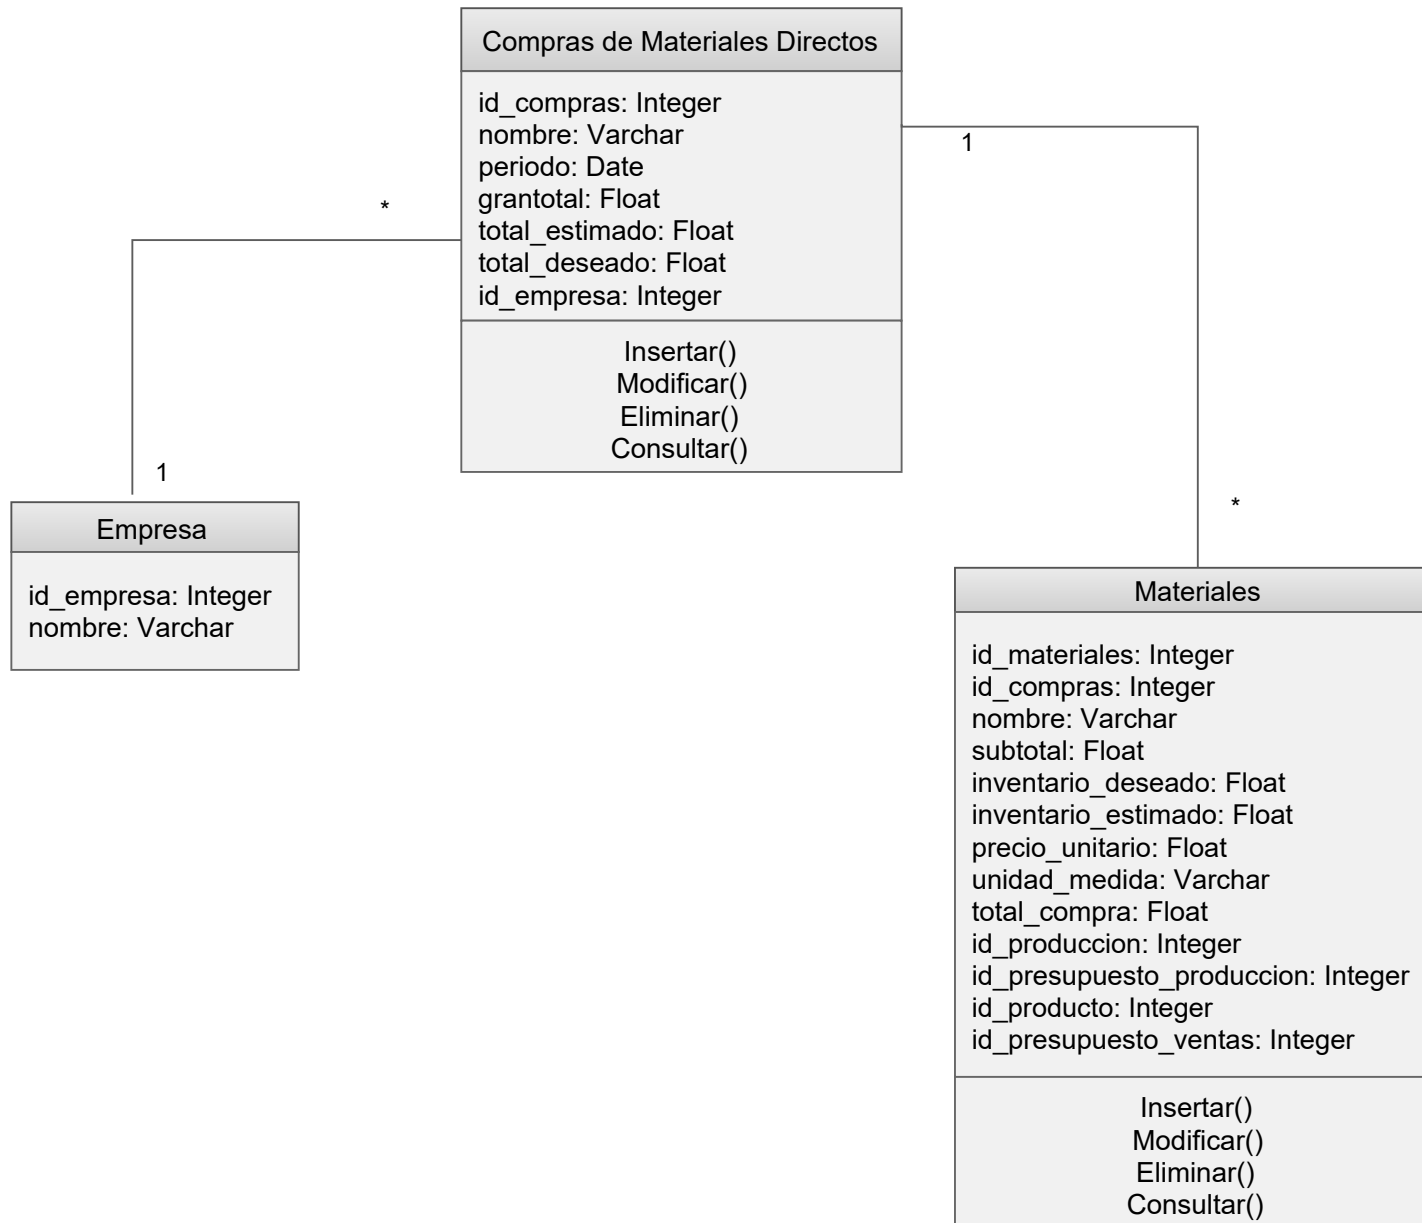 Compras de Materiales Directos
id_compras: Integer
nombre: Varchar
periodo: Date
grantotal: Float
total_estimado: Float
total_deseado: Float
id_empresa: Integer
Insertar()
Modificar()
Eliminar()
Consultar()
1
*
1
*
Empresa
id_empresa: Integer
nombre: Varchar
Materiales
id_materiales: Integer
id_compras: Integer
nombre: Varchar
subtotal: Float
inventario_deseado: Float
inventario_estimado: Float
precio_unitario: Float
unidad_medida: Varchar
total_compra: Float
id_produccion: Integer
id_presupuesto_produccion: Integer
id_producto: Integer
id_presupuesto_ventas: Integer
Insertar()
Modificar()
Eliminar()
Consultar()